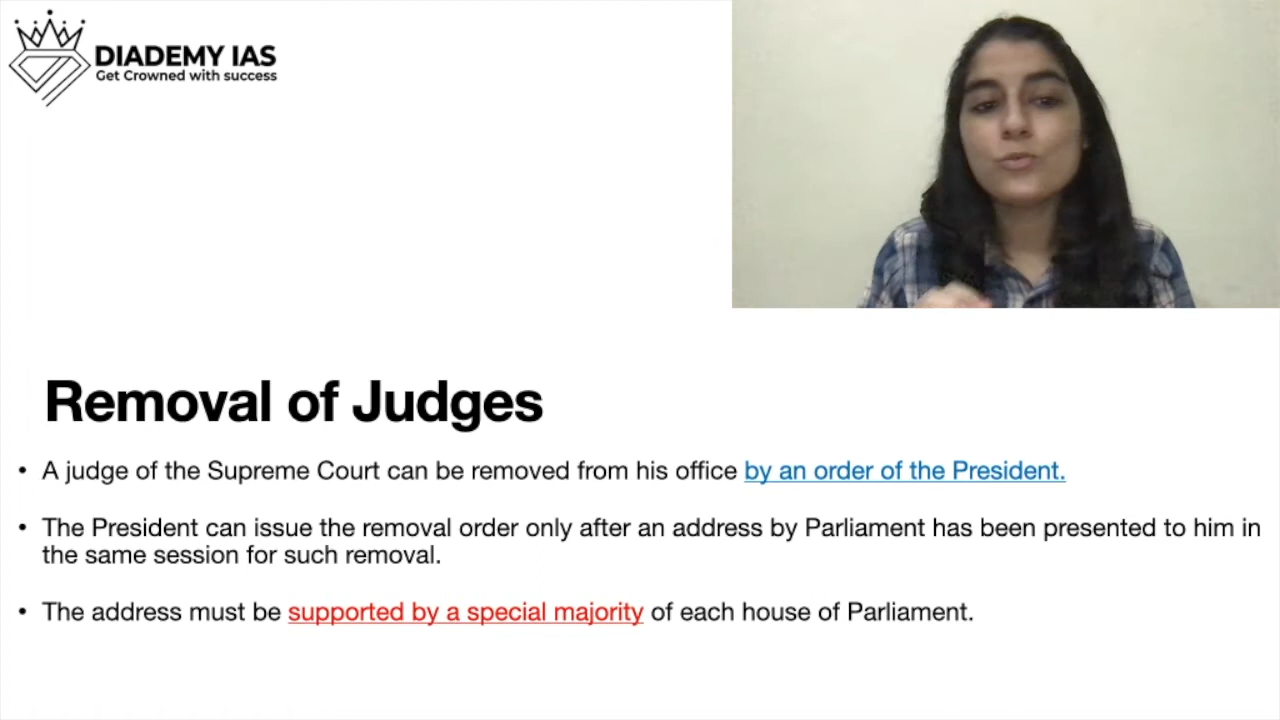 DIADEMY IAS
Get Crowned with success
Removal of Judges
• A judge of the Supreme Court can be removed from his office by an order of the President.
• The President can issue the removal order only after an address by Parliament has been presented to him in
the same session for such removal.
• The address must be supported by a special majority of each house of Parliament.